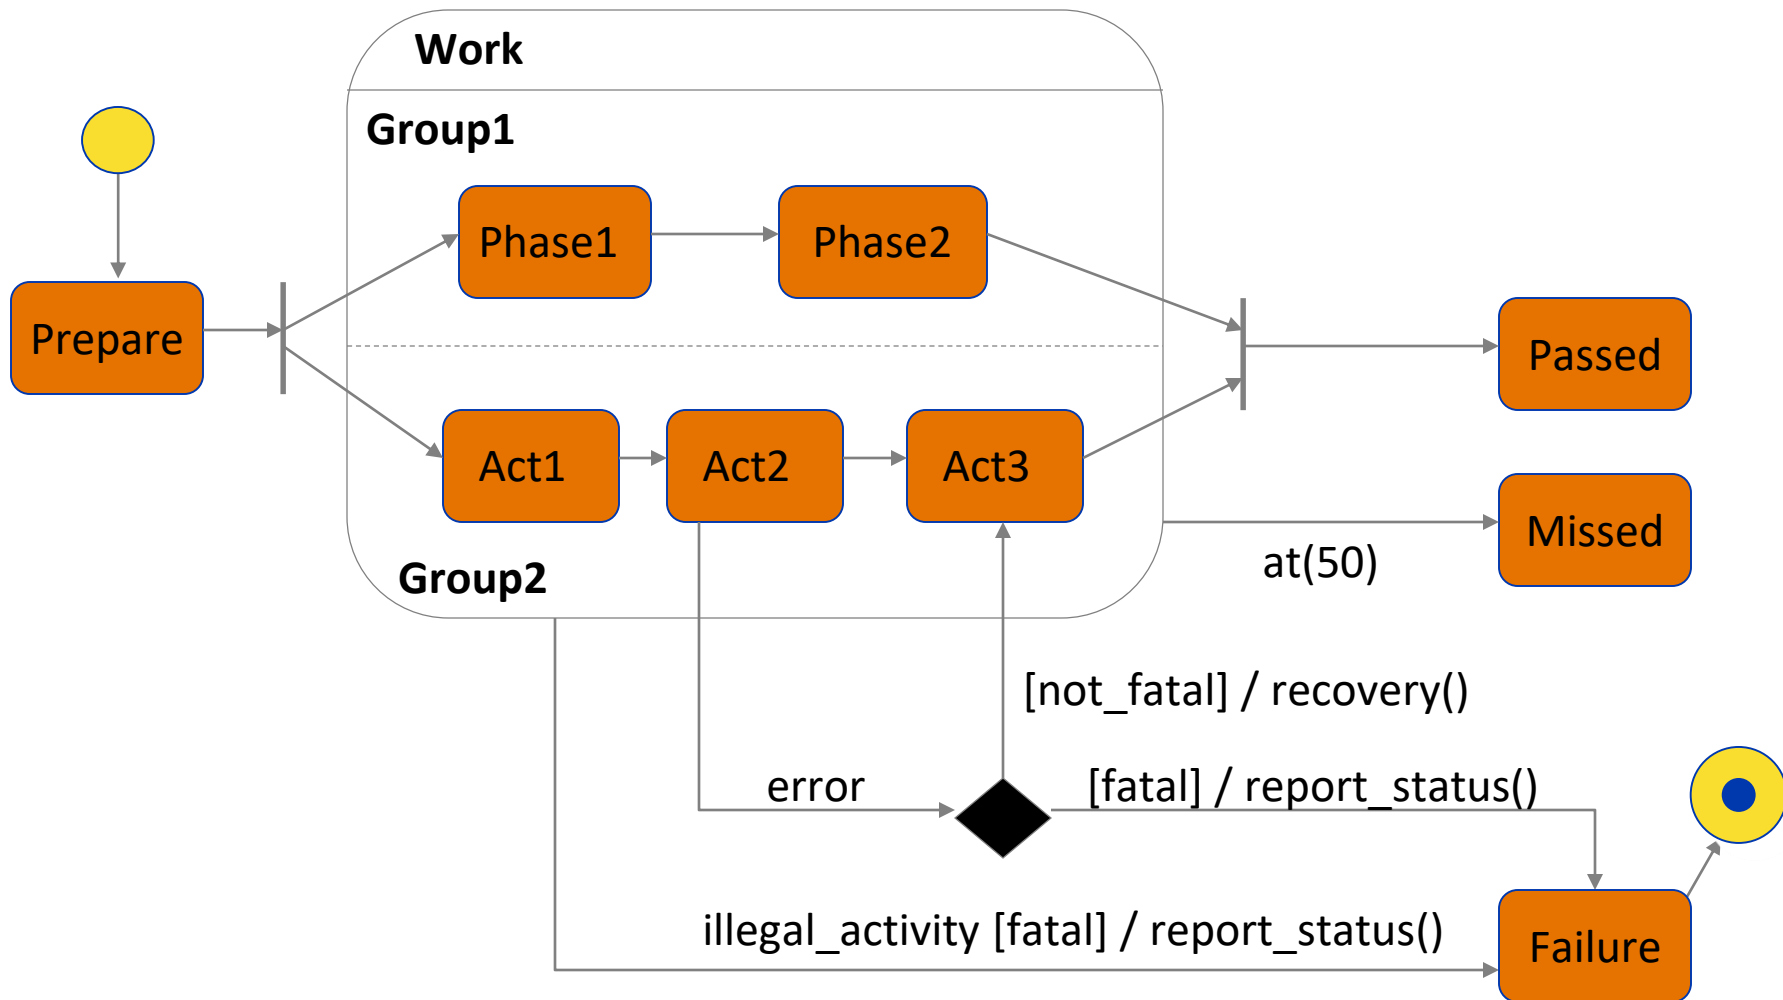 Work
Group1
Phase1
Phase2
Prepare
Passed
Act1
Act2
Act3
Missed
at(50)
Group2
[not_fatal] / recovery()
error
[fatal] / report_status()
illegal_activity [fatal] / report_status()
Failure